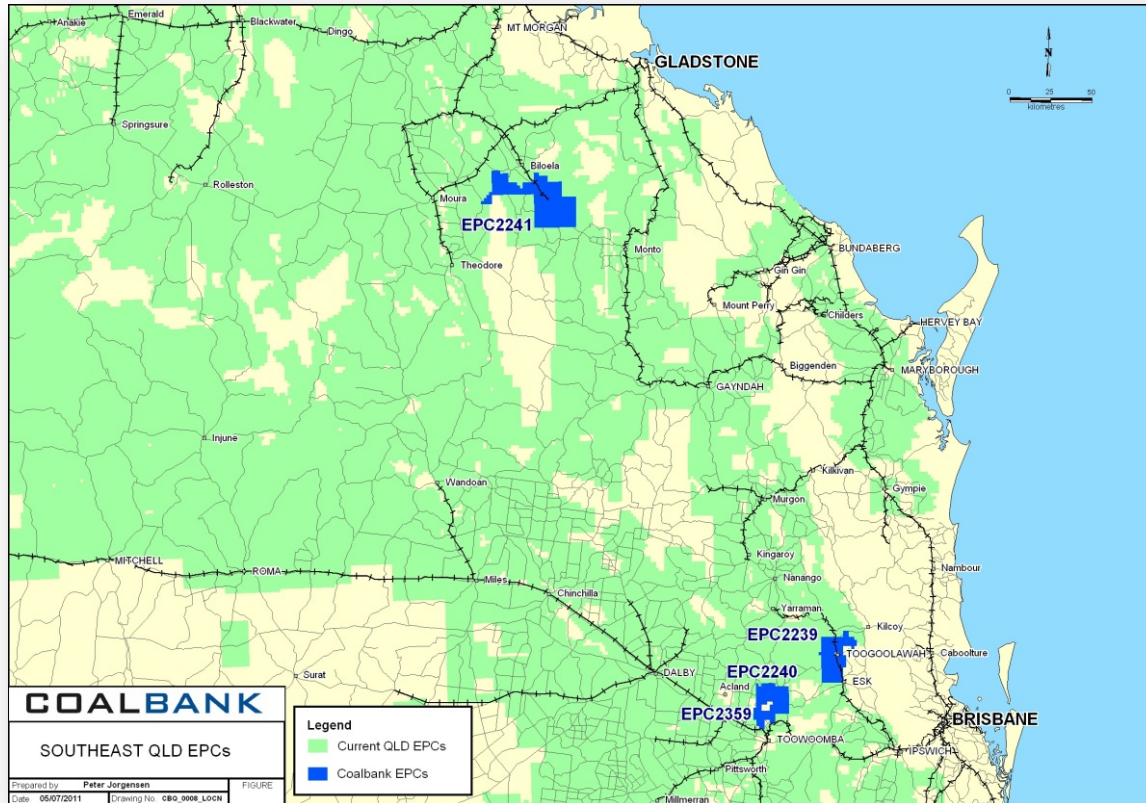 Anakie
Emerald
Blackwater
Dingo
MT MORGAN
GLADSTONE
N
0 25 50
kilometres
Springsure
Rolleston
Biloela
Moura
EPC2241
Theodore
Monto
BUNDABERG
Gin Gin
Mount Perry
Childers
HERVEY BAY
Biggenden
MARYBOROUGH
GAYNDAH
Injune
Wandoan
Kilkivan
Gympie
Murgon
Kingaroy
Nanango
Nambour
MITCHELL
ROMA
Miles
Chinchilla
Yarraman
EPC2239
Kilcoy
TOOGOOLAWAH
Caboolture
Surat
DALBY
EPC2240
Acland
ESK
EPC2359
BRISBANE
TOOWOOMBA
IPSWICH
Pittsworth
Millmerran
COALBANK
SOUTHEAST QLD EPCs
Prepared by Peter Jorgensen
FIGURE
Date 05/07/2011 Drawing No. CBQ_0008_LOCN
Legend
Current QLD EPCs
Coalbank EPCs